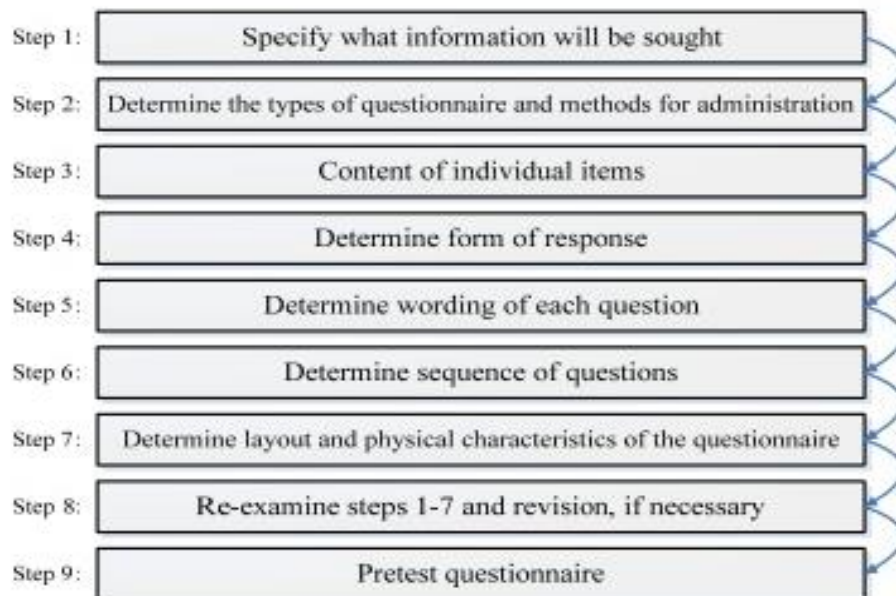 Step 1: Specify what information will be sought
Step 2: Determine the types of questionnaire and methods for administration
Step 3: Content of individual items
Step 4: Determine form of response
Step 5: Determine wording of each question
Step 6: Determine sequence of questions
Step 7: Determine layout and physical characteristics of the questionnaire
Step 8: Re-examine steps 1-7 and revision, if necessary
Step 9: Pretest questionnaire